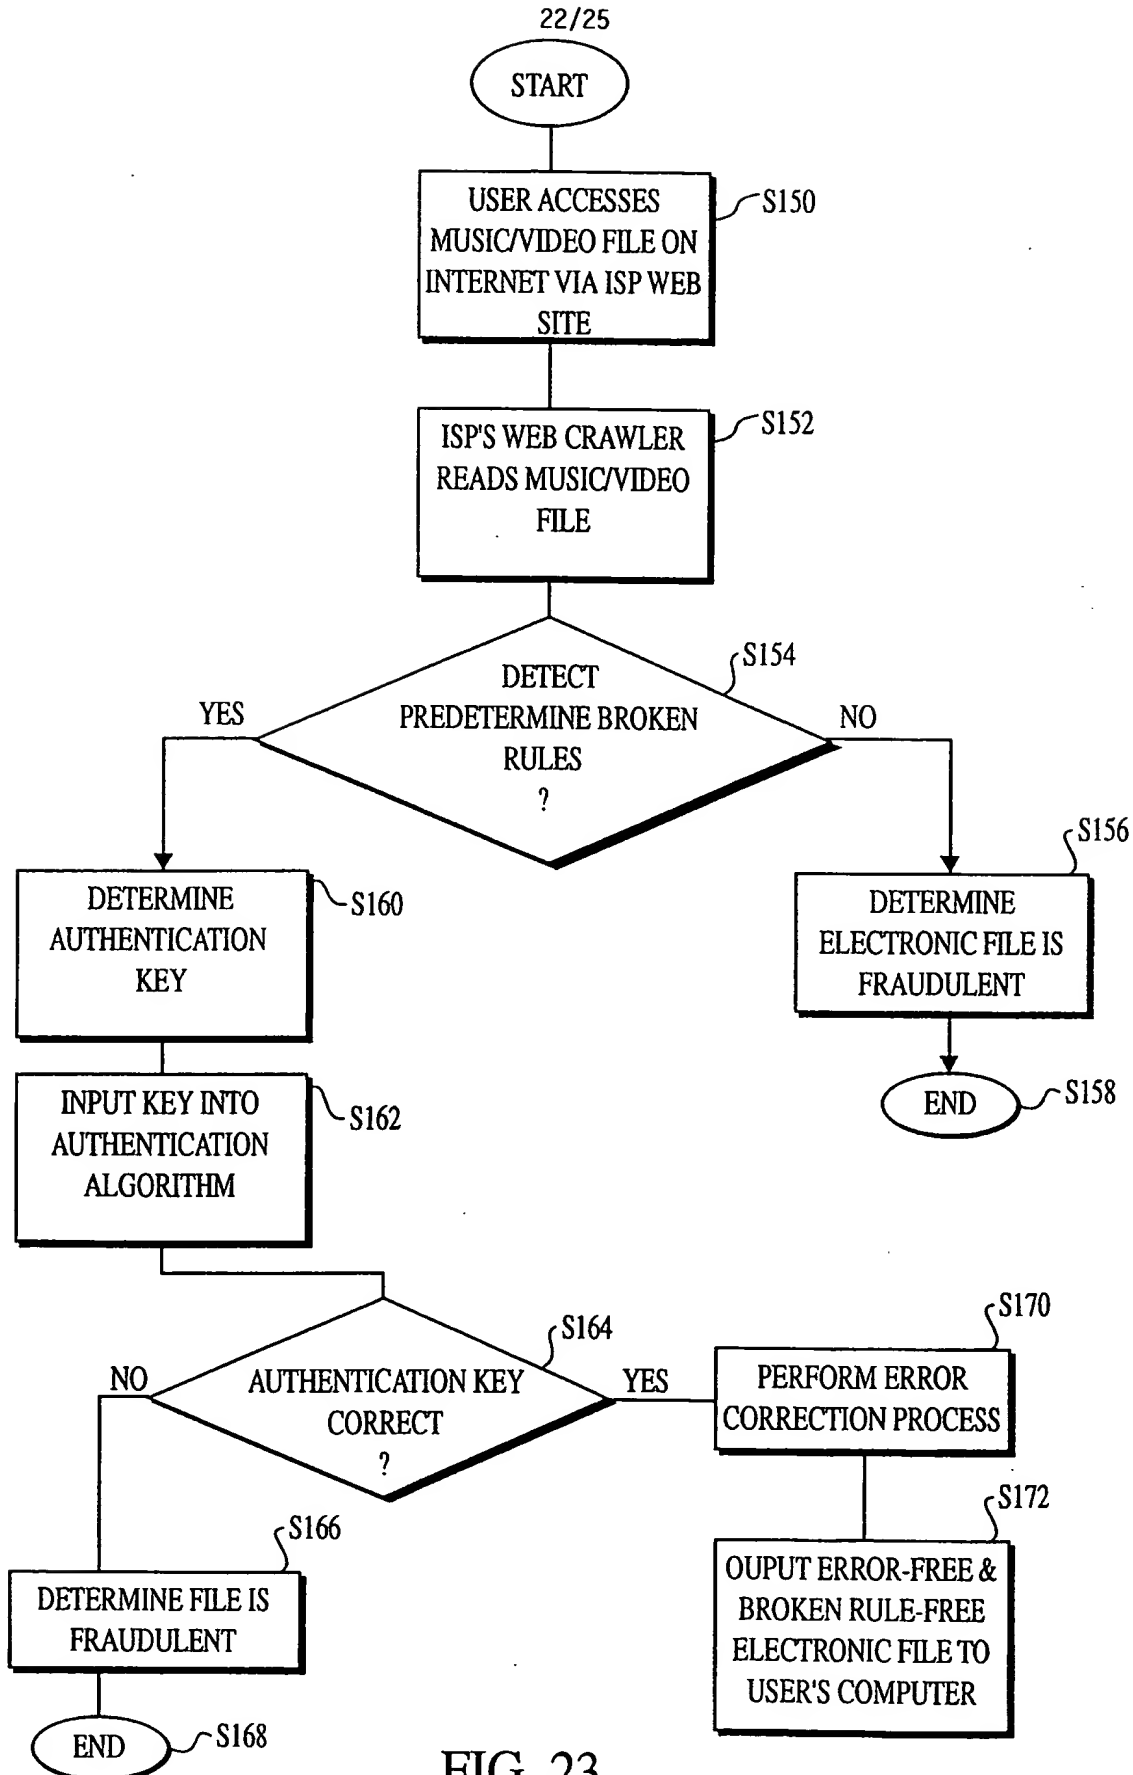 22/25
START
USER ACCESSES
MUSIC/VIDEO FILE ON
INTERNET VIA ISP WEB
SITE
S150
ISP'S WEB CRAWLER
READS MUSIC/VIDEO
FILE
S152
DETECT
PREDETERMINE BROKEN
RULES
?
S154
YES
NO
DETERMINE
AUTHENTICATION
KEY
S160
DETERMINE
ELECTRONIC FILE IS
FRAUDULENT
S156
END
S158
INPUT KEY INTO
AUTHENTICATION
ALGORITHM
S162
AUTHENTICATION KEY
CORRECT
?
S164
NO
YES
PERFORM ERROR
CORRECTION PROCESS
S170
DETERMINE FILE IS
FRAUDULENT
S166
END
S168
OUPUT ERROR-FREE &
BROKEN RULE-FREE
ELECTRONIC FILE TO
USER'S COMPUTER
S172
FIG. 23